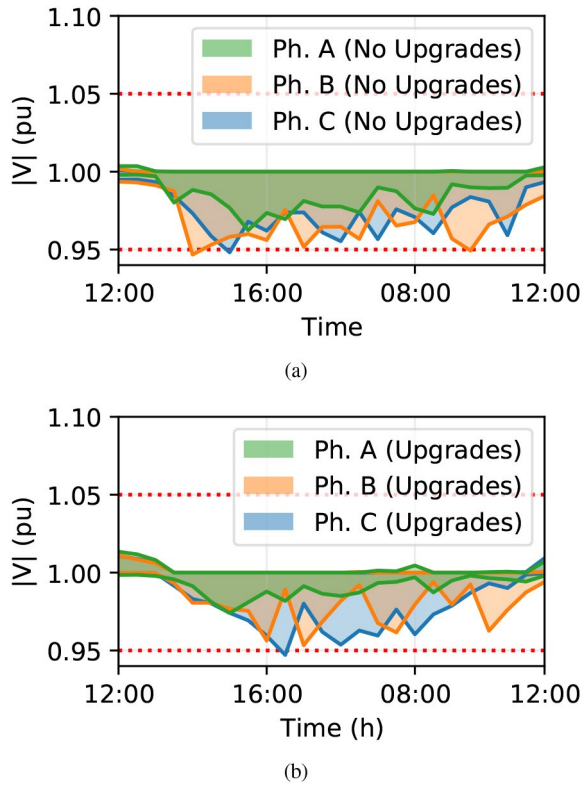 1.10
1.05
1.00
0.95
|V| (pu)
Ph. A (No Upgrades)
Ph. B (No Upgrades)
Ph. C (No Upgrades)
12:00 16:00 08:00 12:00
Time
(a)
1.10
1.05
1.00
0.95
|V| (pu)
Ph. A (Upgrades)
Ph. B (Upgrades)
Ph. C (Upgrades)
12:00 16:00 08:00 12:00
Time (h)
(b)